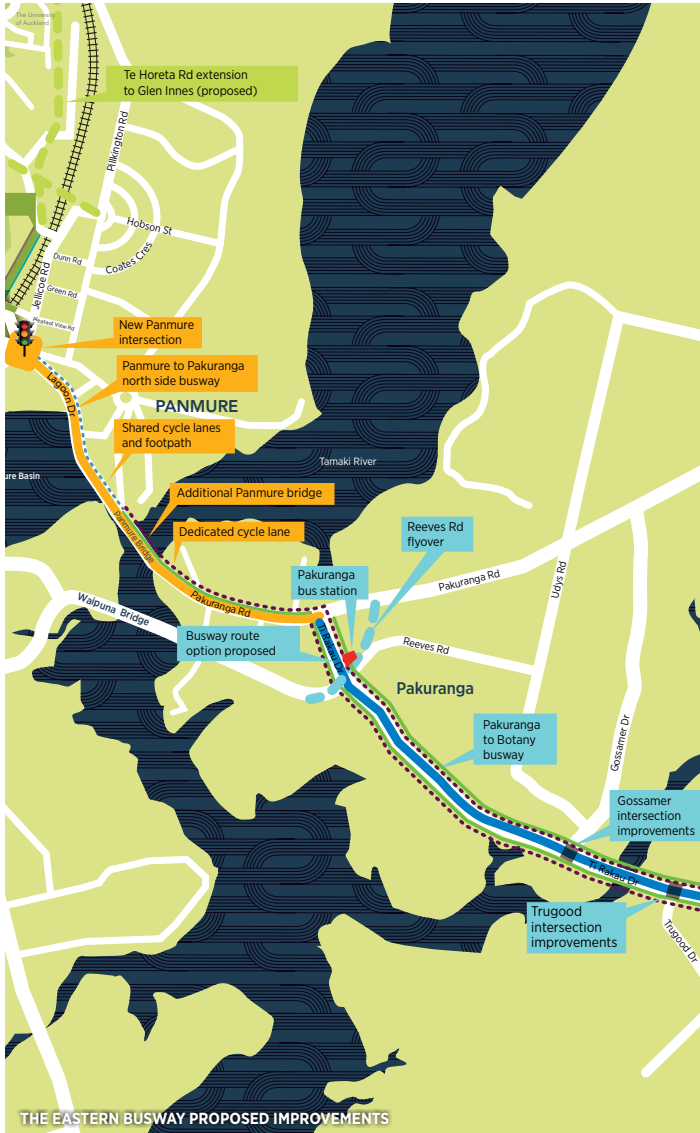 The University
of Auckland
Te Horeta Rd extension
to Glen Innes (proposed)
Pilkington Rd
Hobson St
Coates Cres
Dunn Rd
Jellicoe Rd
Green Rd
Pleasant View Rd
New Panmure
intersection
Panmure to Pakuranga
north side busway
Lagoon Dr
PANMURE
Shared cycle lanes
and footpath
Tamaki River
ure Basin
Additional Panmure bridge
Panmure Bridge
Dedicated cycle lane
Reeves Rd
flyover
Pakuranga
bus station
Pakuranga Rd
Udys Rd
Waipuna Bridge
Pakuranga Rd
Busway route
option proposed
Ti Rakau Dr
Reeves Rd
Pakuranga
Pakuranga
to Botany
busway
Gossamer Dr
Gossamer
intersection
improvements
Ti Rakau Dr
Trugood
intersection
improvements
Trugood Dr
THE EASTERN BUSWAY PROPOSED IMPROVEMENTS